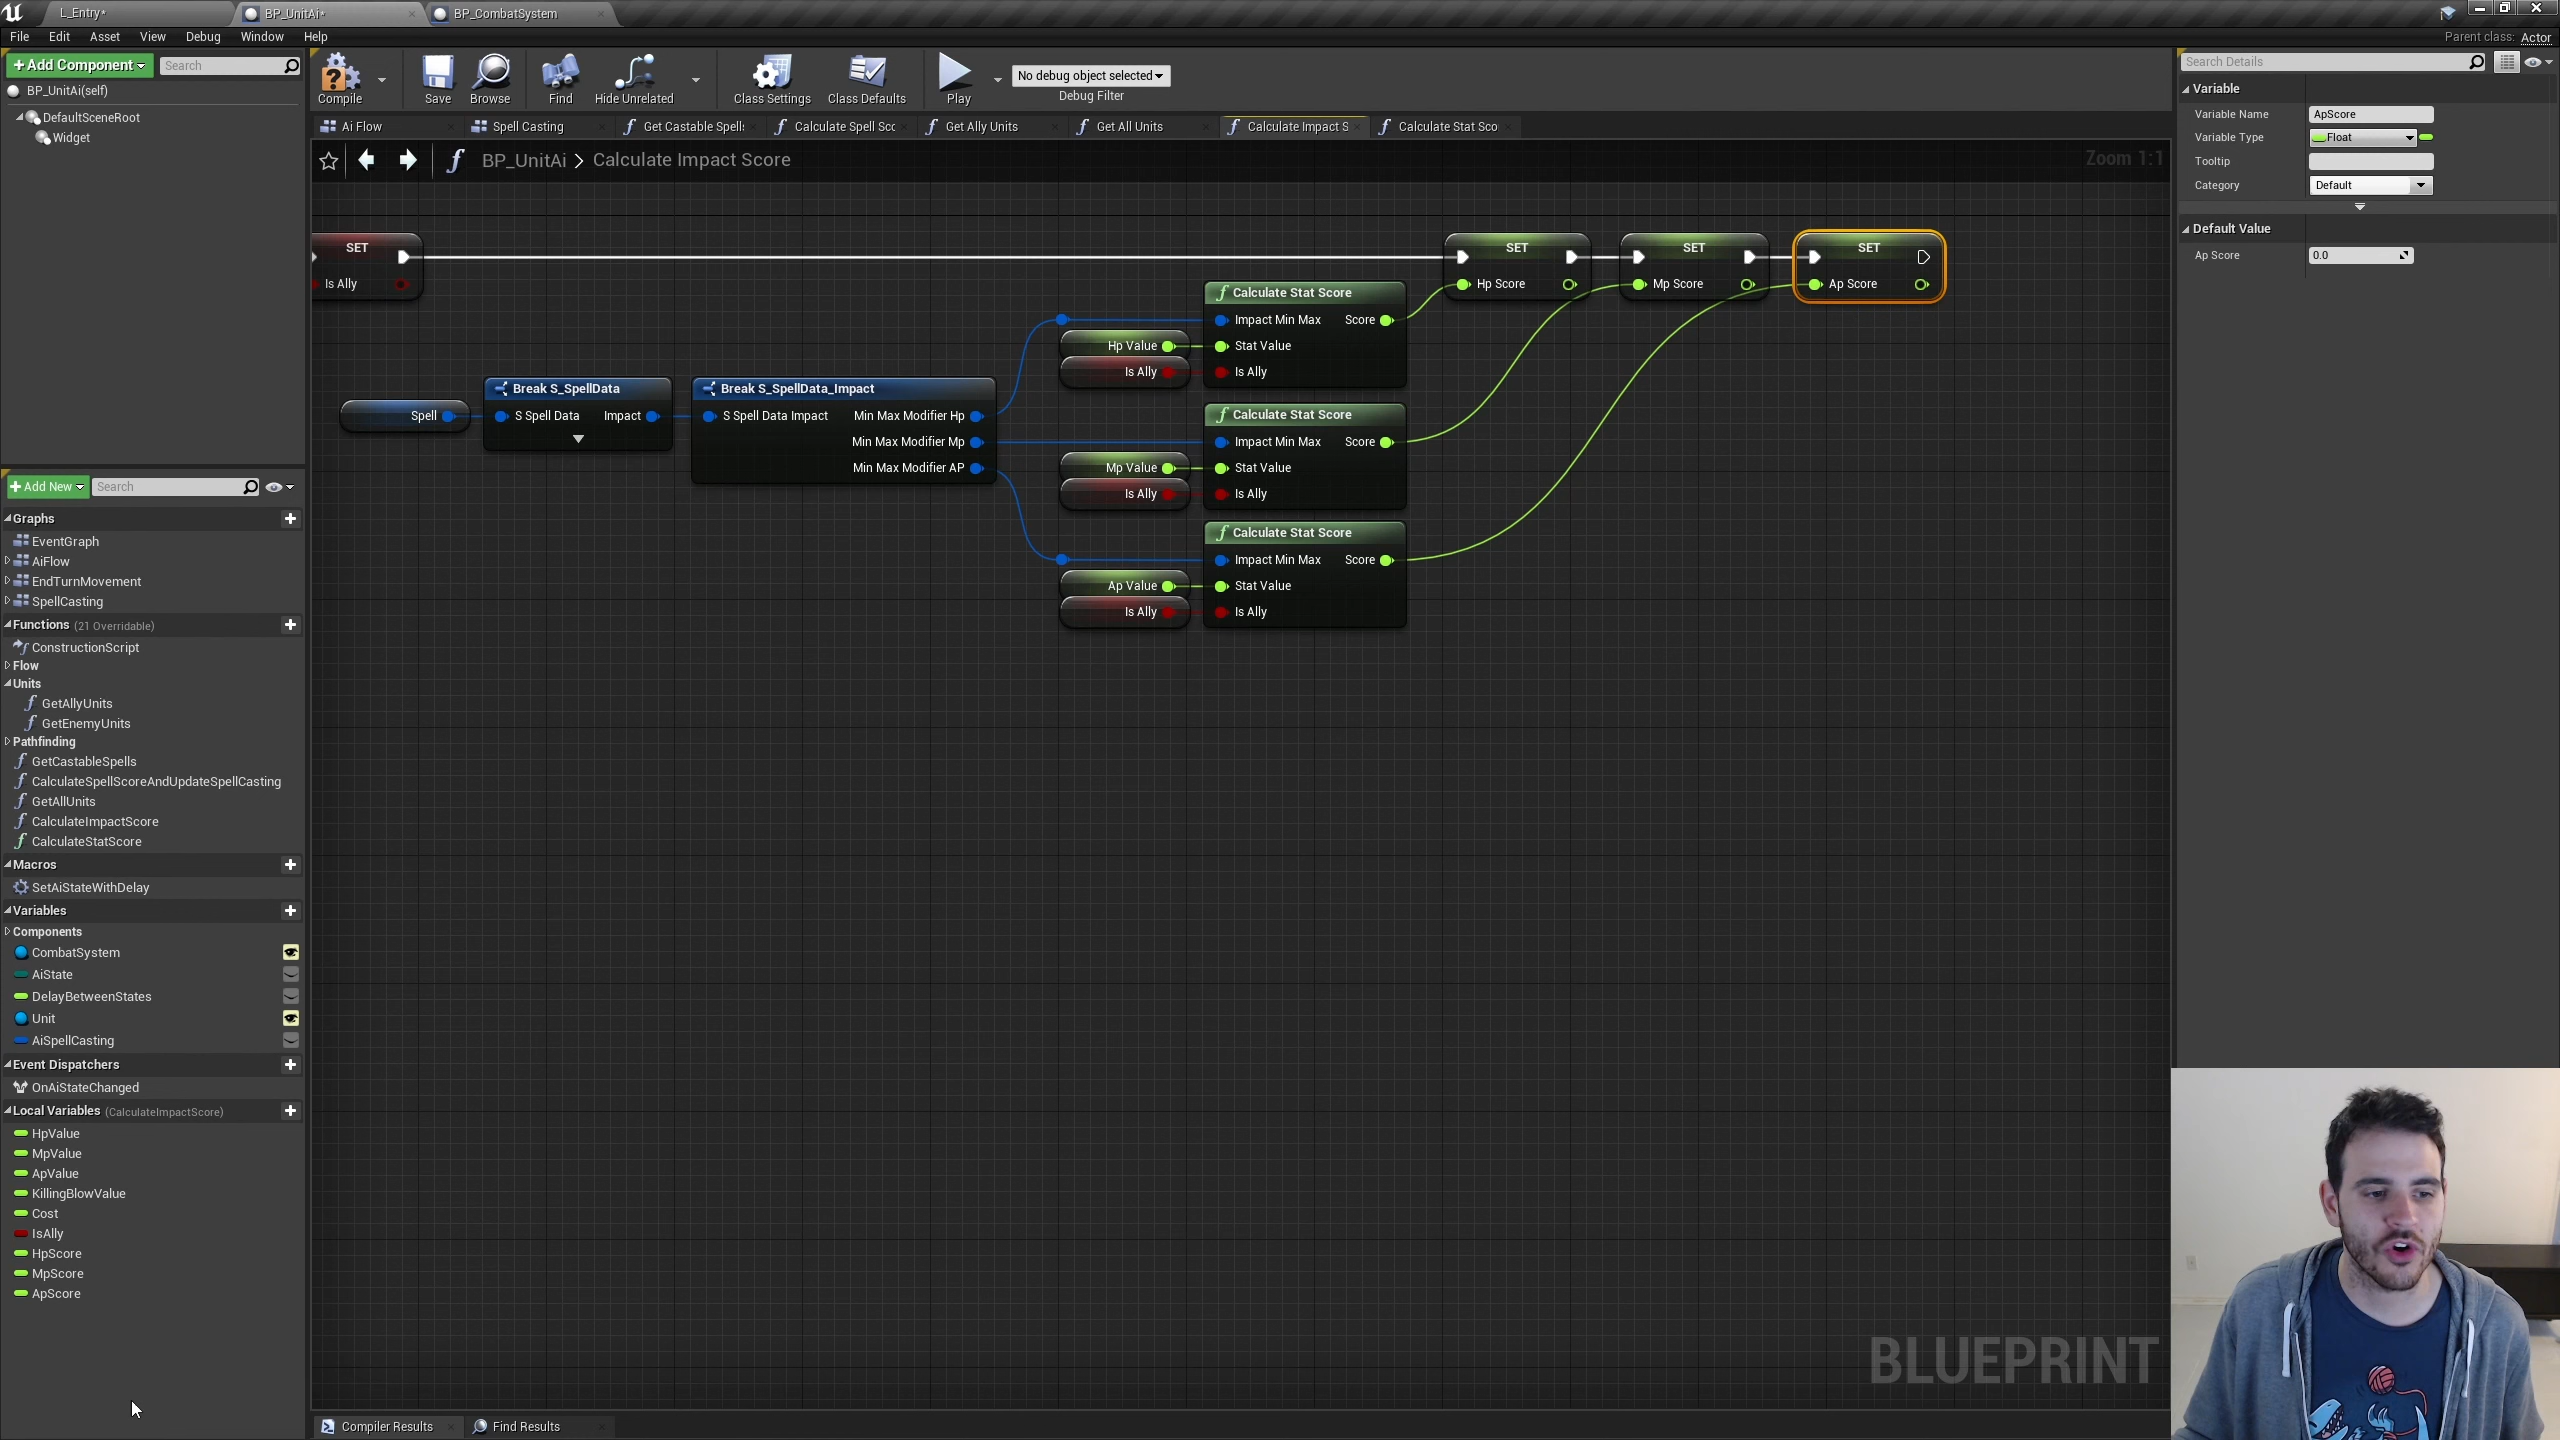 L_Entry*
BP_UnitAi*
BP_CombatSystem
File Edit Asset View Debug Window Help
Parent class: Actor
Add Component
Search
BP_UnitAi(self)
DefaultSceneRoot
Widget
Compile
Save
Browse
Find
Hide Unrelated
Class Settings
Class Defaults
Play
No debug object selected
Debug Filter
Ai Flow
Spell Casting
Get Castable Spells
Calculate Spell Sco
Get Ally Units
Get All Units
Calculate Impact S
Calculate Stat Sco
BP_UnitAi > Calculate Impact Score
Zoom 1:1
SET
Is Ally
SET
Hp Score
SET
Mp Score
SET
Ap Score
Spell
Break S_SpellData
S Spell Data Impact
Break S_SpellData_Impact
S Spell Data Impact
Min Max Modifier Hp
Min Max Modifier Mp
Min Max Modifier AP
Hp Value
Is Ally
Calculate Stat Score
Impact Min Max Score
Stat Value
Is Ally
Mp Value
Is Ally
Calculate Stat Score
Impact Min Max Score
Stat Value
Is Ally
Ap Value
Is Ally
Calculate Stat Score
Impact Min Max Score
Stat Value
Is Ally
BLUEPRINT
Add New
Search
Graphs
EventGraph
AiFlow
EndTurnMovement
SpellCasting
Functions (21 Overridable)
ConstructionScript
Flow
Units
GetAllyUnits
GetEnemyUnits
Pathfinding
GetCastableSpells
CalculateSpellScoreAndUpdateSpellCasting
GetAllUnits
CalculateImpactScore
CalculateStatScore
Macros
SetAiStateWithDelay
Variables
Components
CombatSystem
AiState
DelayBetweenStates
Unit
AiSpellCasting
Event Dispatchers
OnAiStateChanged
Local Variables (CalculateImpactScore)
HpValue
MpValue
ApValue
KillingBlowValue
Cost
IsAlly
HpScore
MpScore
ApScore
Compiler Results
Find Results
Search Details
Variable
Variable Name ApScore
Variable Type Float
Tooltip
Category Default
Default Value
Ap Score 0.0